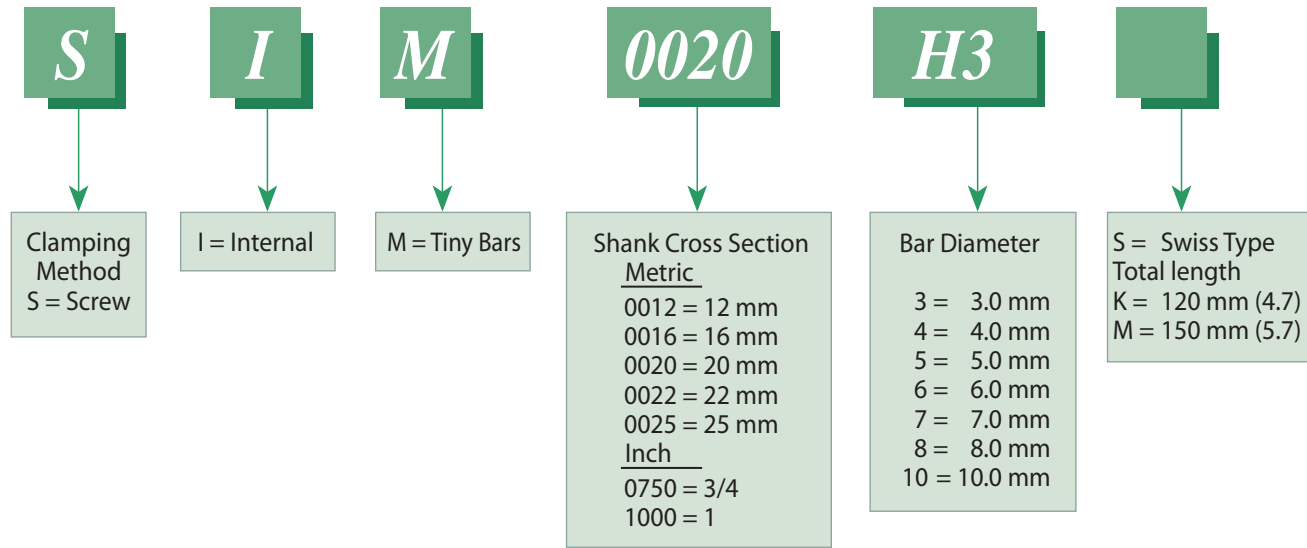 S I M 0020 H3
Clamping
Method
S = Screw
I = Internal
M = Tiny Bars
Shank Cross Section
Metric
0012 = 12 mm
0016 = 16 mm
0020 = 20 mm
0022 = 22 mm
0025 = 25 mm
Inch
0750 = 3/4
1000 = 1
Bar Diameter
3 = 3.0 mm
4 = 4.0 mm
5 = 5.0 mm
6 = 6.0 mm
7 = 7.0 mm
8 = 8.0 mm
10 = 10.0 mm
S = Swiss Type
Total length
K = 120 mm (4.7)
M = 150 mm (5.7)